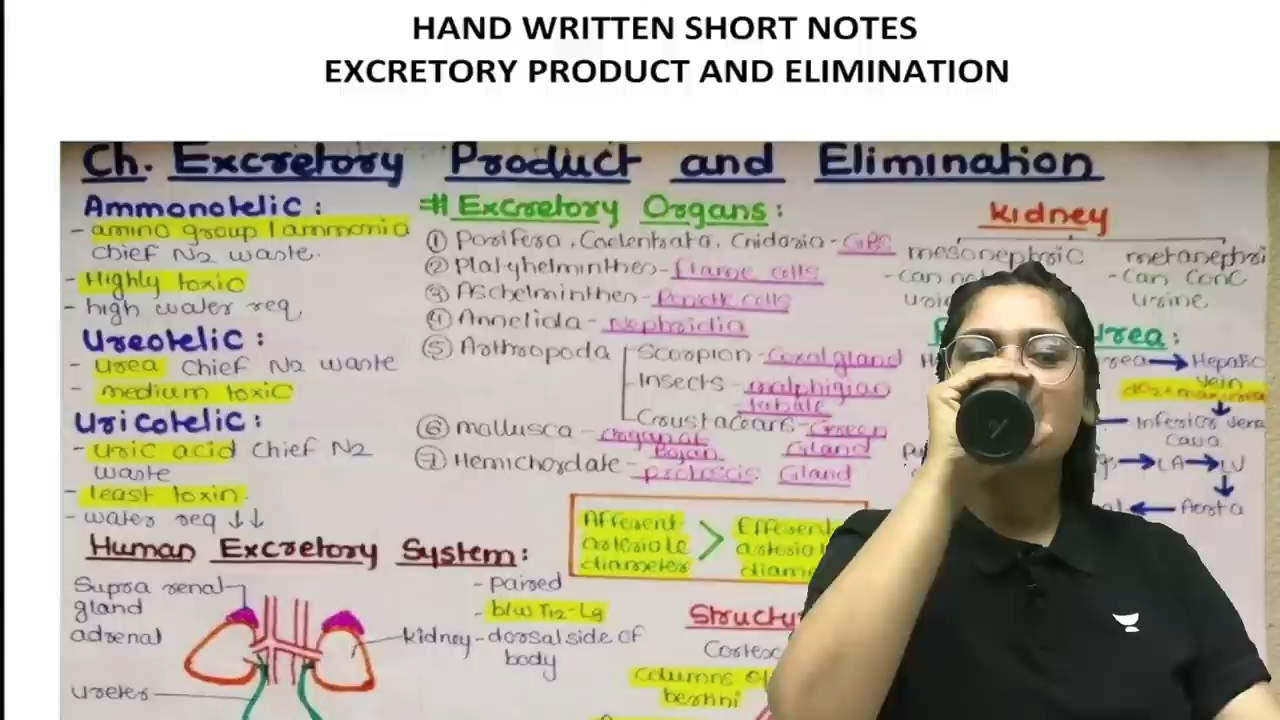 HAND WRITTEN SHORT NOTES
EXCRETORY PRODUCT AND ELIMINATION
Ch. Excretory Product and Elimination
Ammonotelic :
- amino group / ammonia
chief N2 waste.
- Highly toxic
- high water req
Ureotelic :
- urea chief N2 waste
- medium toxic
Uricotelic :
- uric acid chief N2
waste
- least toxin
- water req ↓↓
# Excretory Organs :
① Porifera, Coelentrata, Cnidaria - GBS
② Platyhelminthes - flame cells
③ Aschelminthes - Renette cells
④ Annelida - Nephridia
⑤ Arthropoda
Scorpion - Coxal gland
Insects - malphigian
tubule
Crustaceans - Green
Gland
⑥ mollusca - organ of
Bojan
⑦ Hemichordate - proboscis Gland
Kidney
mesonephric
- can
metanephri
- Can conc
urine
urea :
urea → Hepatic
vein
Inferior vena
cava
→ LA → LV
Aorta
Afferent
arteriole
diameter
>
Efferent
Human Excretory System :
Supra renal
gland
adrenal
ureter
- paired
- b/w T12-L3
kidney - dorsal side of
body
Cortex
Columns of
bertini